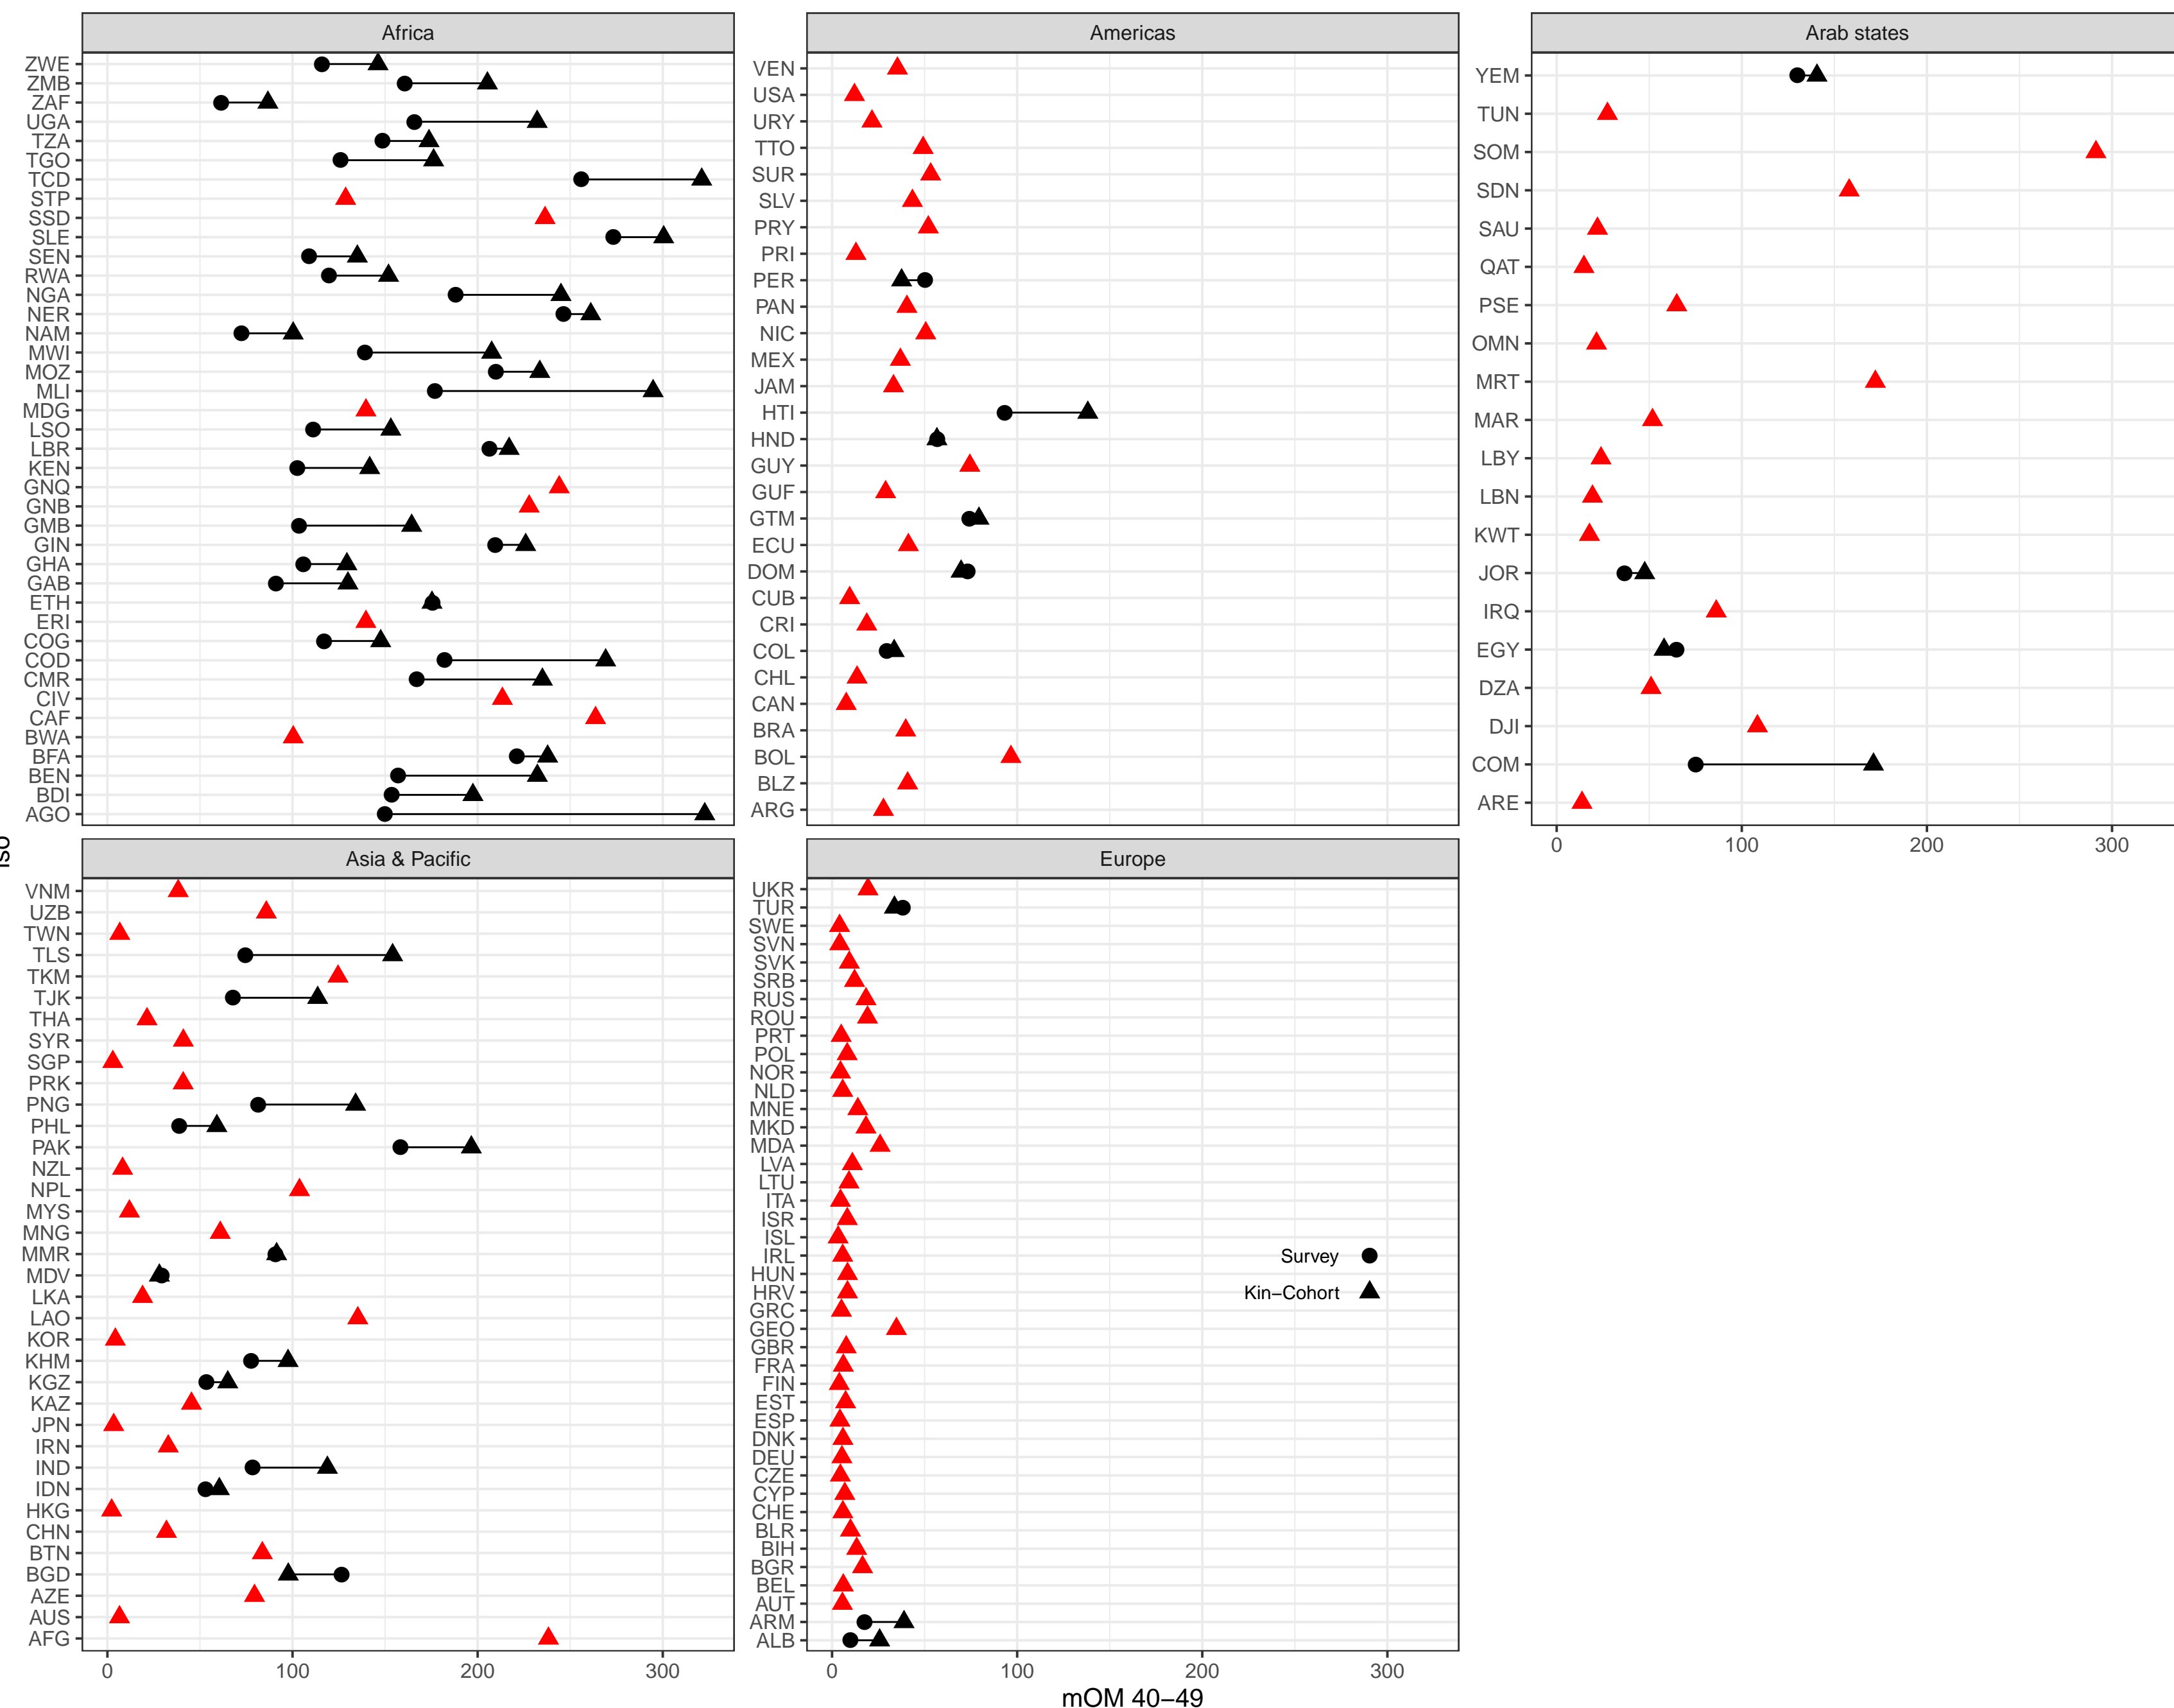 Africa
ZWE
ZMB
ZAF
UGA
TZA
TGO
TCD
STP
SSD
SLE
SEN
RWA
NGA
NER
NAM
MWI
MOZ
MLI
MDG
LSO
LBR
KEN
GNQ
GNB
GMB
GIN
GHA
GAB
ETH
ERI
COG
COD
CMR
CIV
CAF
BWA
BFA
BEN
BDI
AGO
Americas
VEN
USA
URY
TTO
SUR
SLV
PRY
PRI
PER
PAN
NIC
MEX
JAM
HTI
HND
GUY
GUF
GTM
ECU
DOM
CUB
CRI
COL
CHL
CAN
BRA
BOL
BLZ
ARG
Arab states
YEM
TUN
SOM
SDN
SAU
QAT
PSE
OMN
MRT
MAR
LBY
LBN
KWT
JOR
IRQ
EGY
DZA
DJI
COM
ARE
0 100 200 300
Asia & Pacific
VNM
UZB
TWN
TLS
TKM
TJK
THA
SYR
SGP
PRK
PNG
PHL
PAK
NZL
NPL
MYS
MNG
MMR
MDV
LKA
LAO
KOR
KHM
KGZ
KAZ
JPN
IRN
IND
IDN
HKG
CHN
BTN
BGD
AZE
AUS
AFG
0 100 200 300
Europe
UKR
TUR
SWE
SVN
SVK
SRB
RUS
ROU
PRT
POL
NOR
NLD
MNE
MKD
MDA
LVA
LTU
ITA
ISR
ISL
IRL
HUN
HRV
GRC
GEO
GBR
FRA
FIN
EST
ESP
DNK
DEU
CZE
CYP
CHE
BLR
BIH
BGR
BEL
AUT
ARM
ALB
Survey
Kin−Cohort
0 100 200 300
mOM 40−49